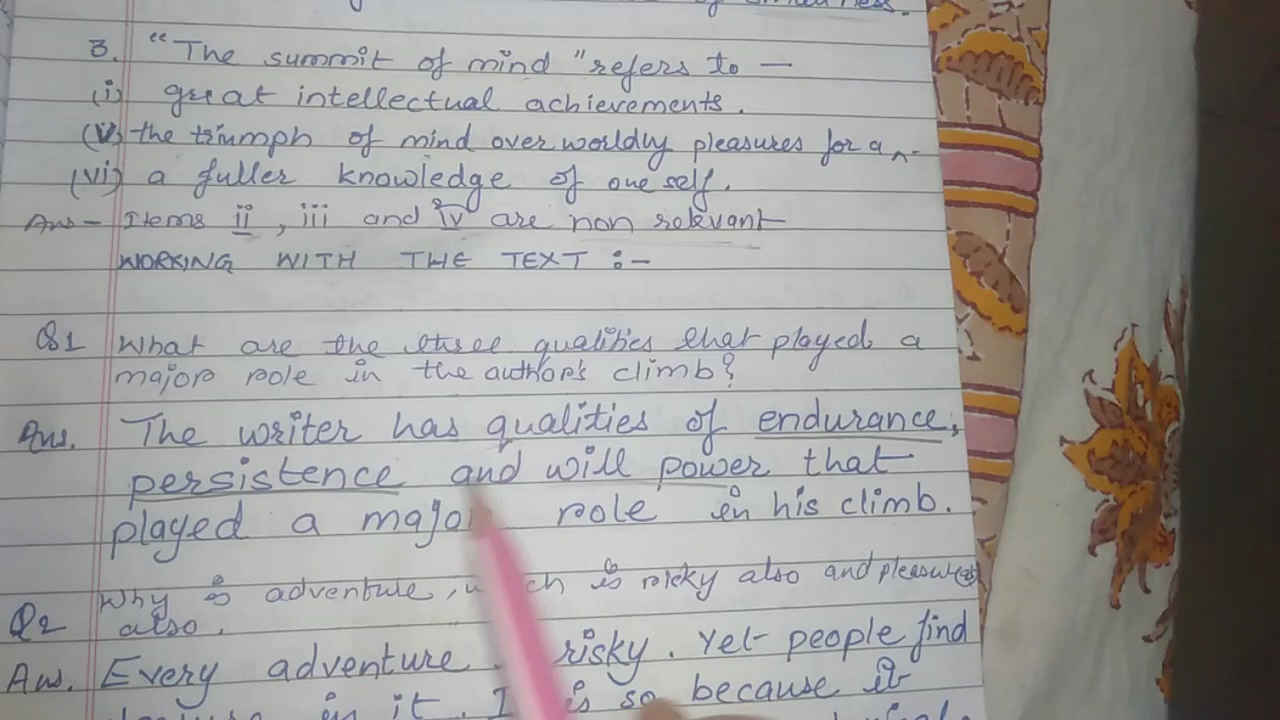 3. "The summit of mind" refers to —
(i) great intellectual achievements.
(v) the triumph of mind over worldly pleasures for a
(vi) a fuller knowledge of oneself.
Ans - Items ii, iii and iv are non relevant
WORKING WITH THE TEXT :-
Q1 What are the three qualities that played a
major role in the author's climb?
Ans. The writer has qualities of endurance,
persistence and will power that
played a major role in his climb.
Q2 Why is adventure, which is risky also and pleasure
also.
Ans. Every adventure risky. Yet people find
in it. is so because it